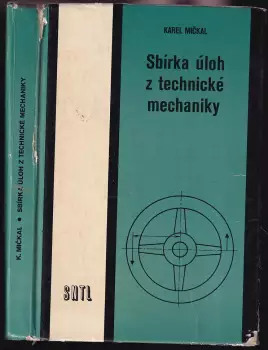 KAREL MIČKAL
Sbírka úloh
z technické
mechaniky
SNTL
K. MIČKAL • SBÍRKA ÚLOH Z TECHNICKÉ MECHANIKY